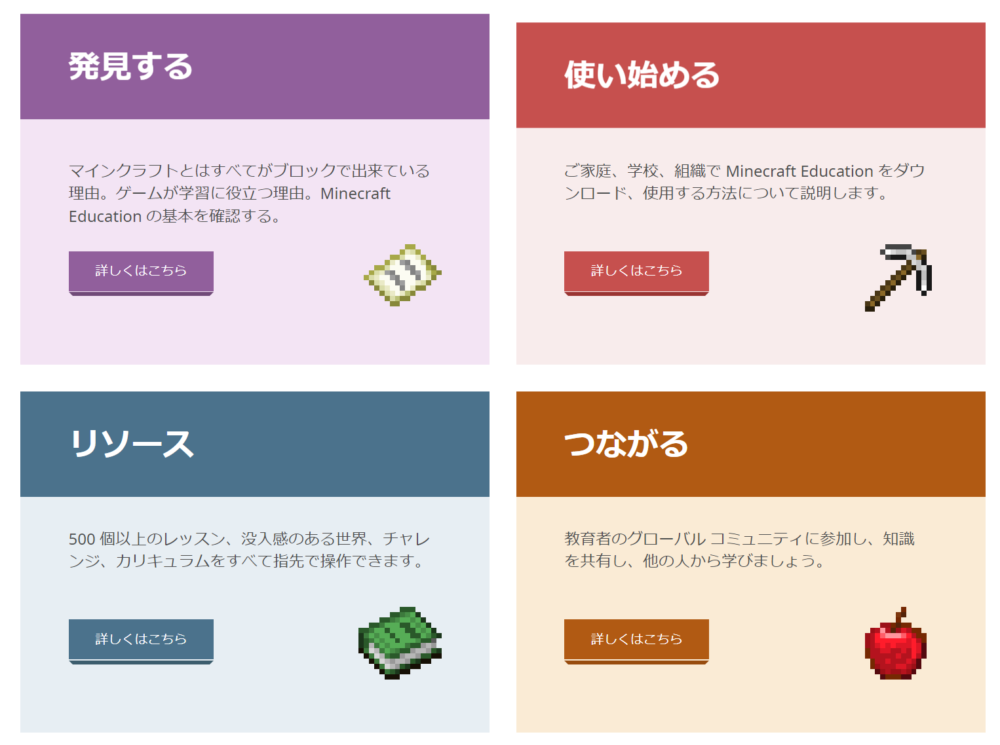 発見する
マインクラフトとはすべてがブロックで出来ている
理由。ゲームが学習に役立つ理由。Minecraft
Education の基本を確認する。
詳しくはこちら
使い始める
ご家庭、学校、組織で Minecraft Education をダウ
ンロード、使用する方法について説明します。
詳しくはこちら
リソース
500 個以上のレッスン、没入感のある世界、チャレ
ンジ、カリキュラムをすべて指先で操作できます。
詳しくはこちら
つながる
教育者のグローバル コミュニティに参加し、知識
を共有し、他の人から学びましょう。
詳しくはこちら